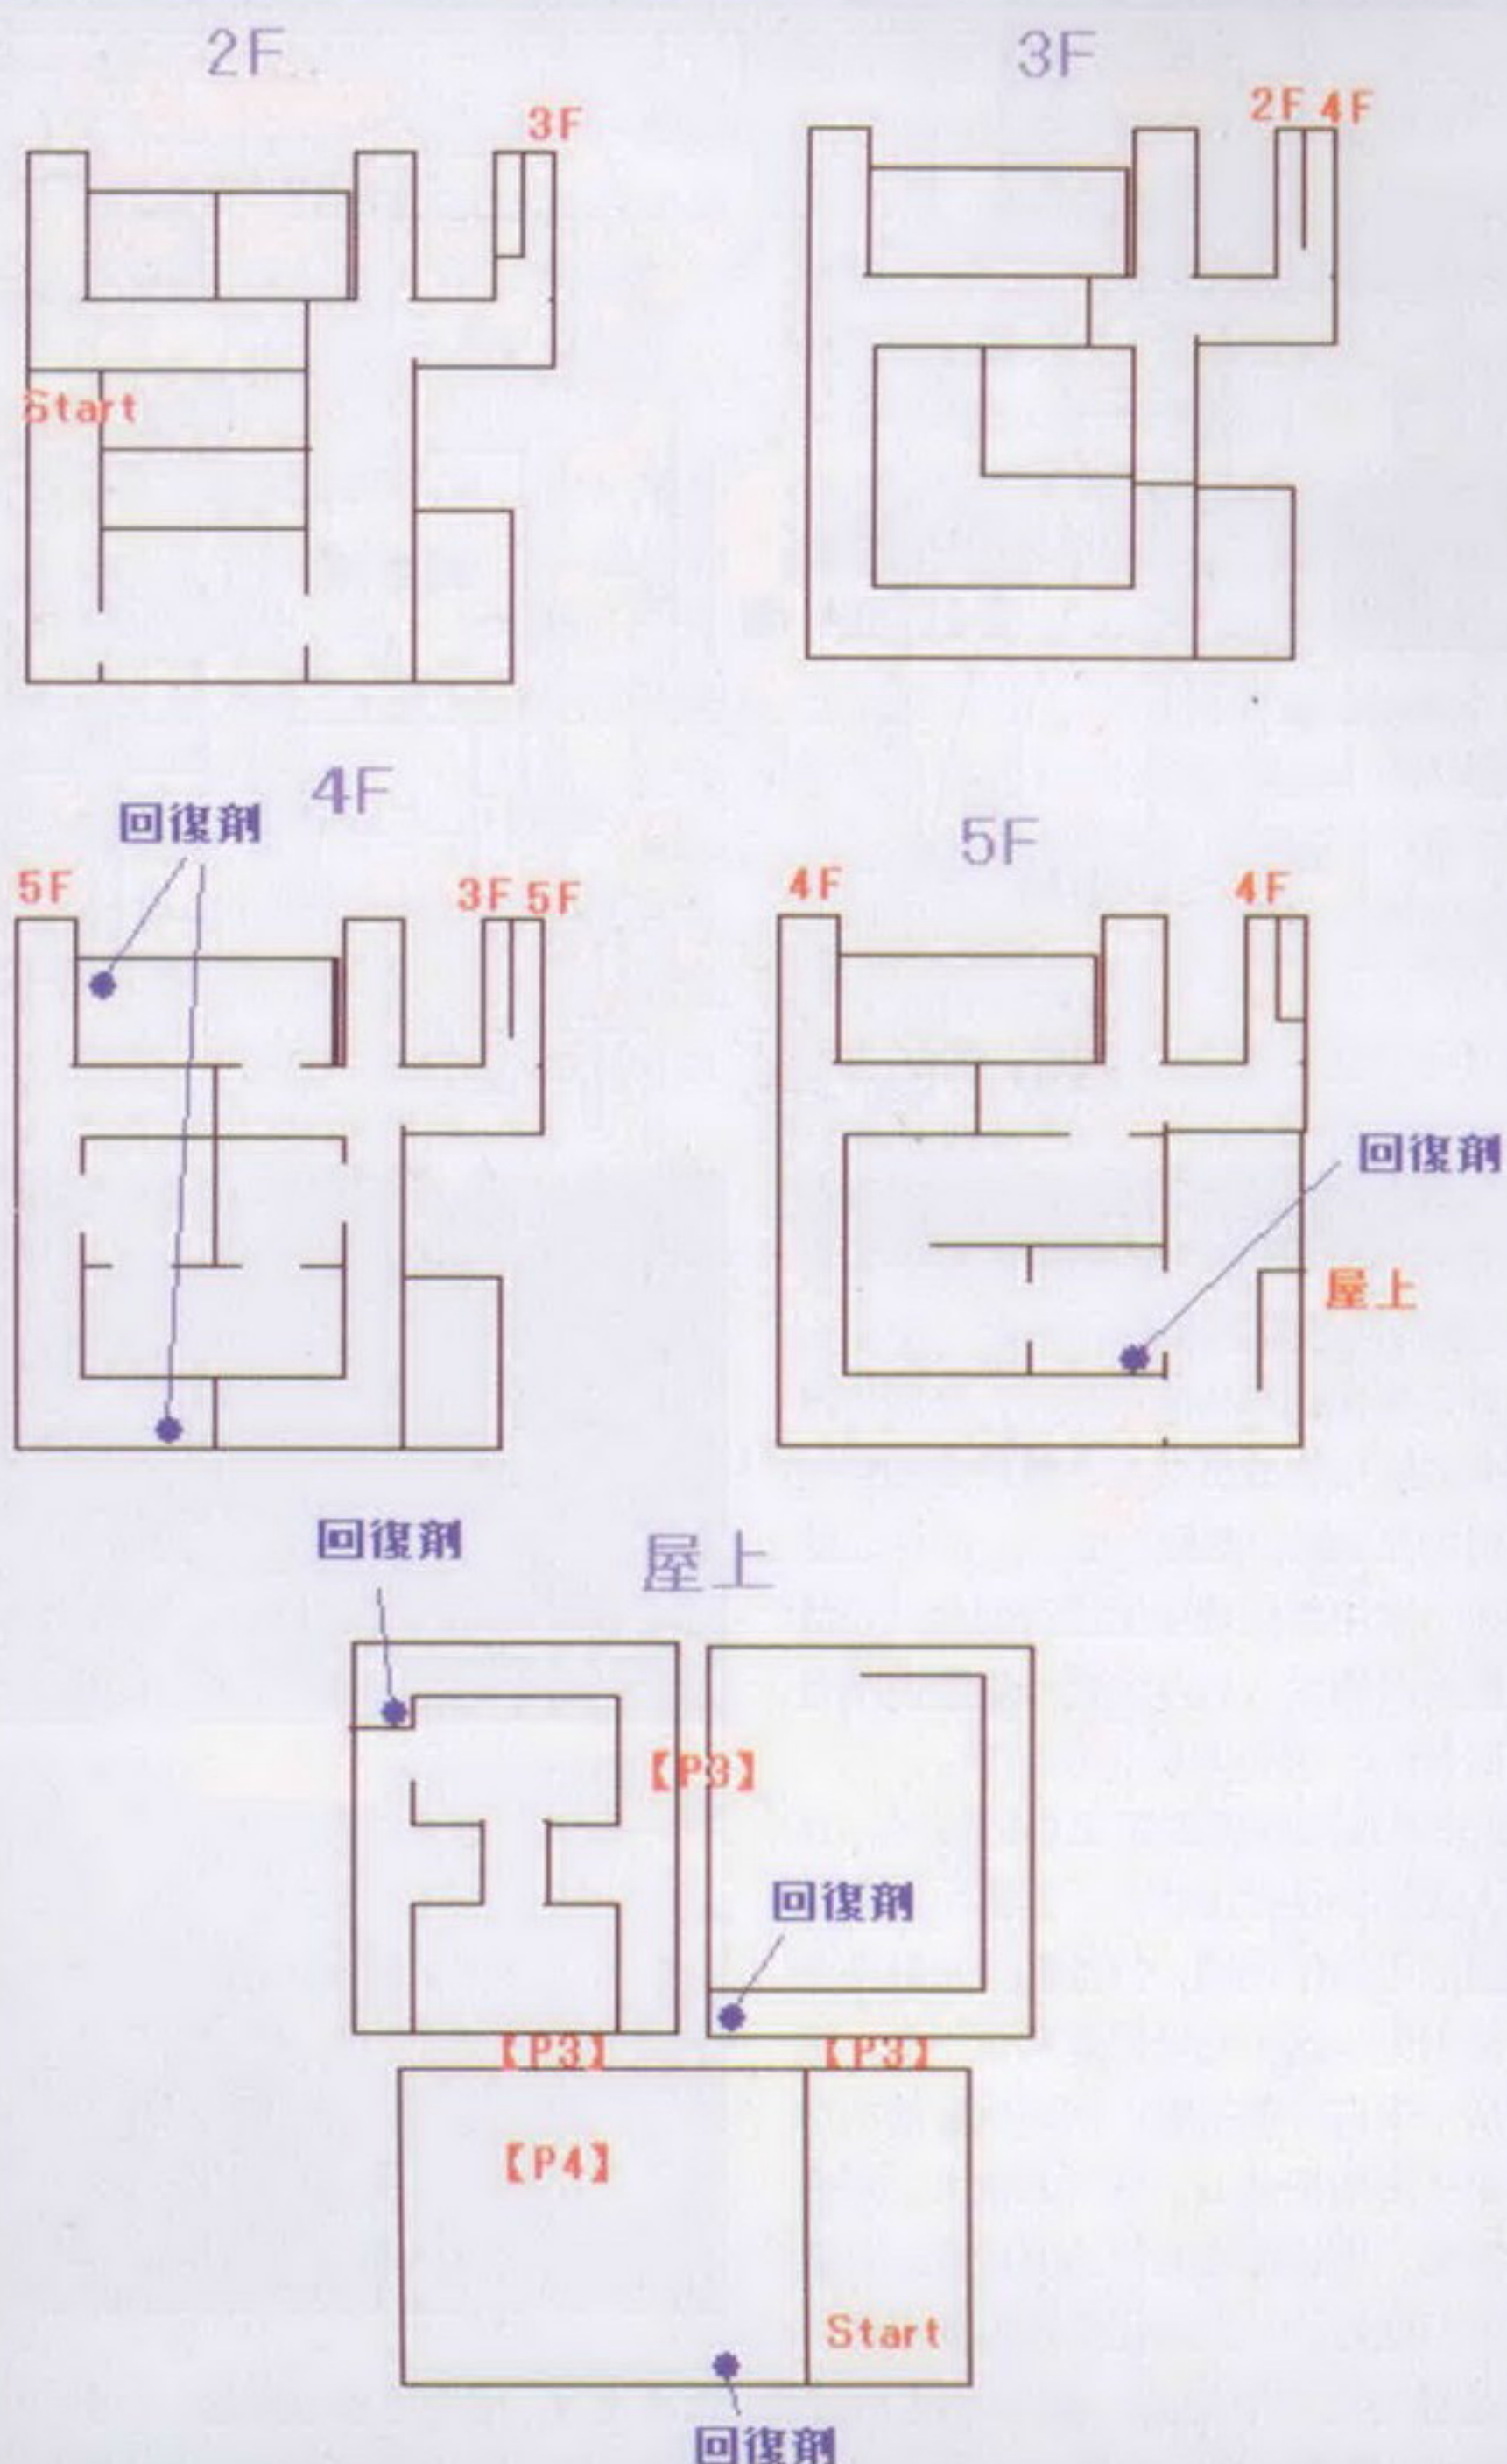 2F
3F
3F
2F 4F
Start
4F
回復剤
5F
3F 5F
5F
4F
4F
回復剤
屋上
回復剤
屋上
【P3】
回復剤
【P3】
【P3】
【P4】
Start
回復剤